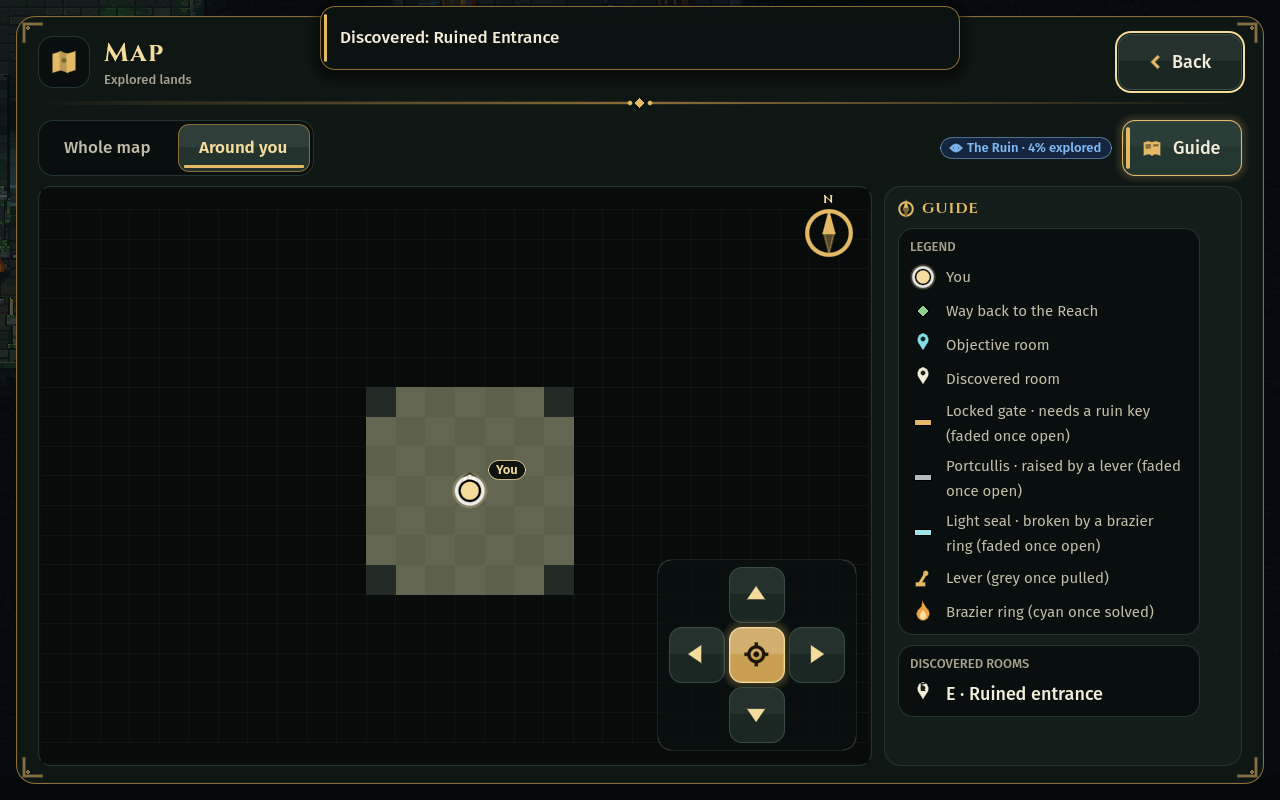 Discovered: Ruined Entrance
Map
Explored lands
Back
Whole map
Around you
The Ruin · 4% explored
Guide
N
You
GUIDE
LEGEND
You
Way back to the Reach
Objective room
Discovered room
Locked gate · needs a ruin key
(faded once open)
Portcullis · raised by a lever (faded
once open)
Light seal · broken by a brazier
ring (faded once open)
Lever (grey once pulled)
Brazier ring (cyan once solved)
DISCOVERED ROOMS
E · Ruined entrance